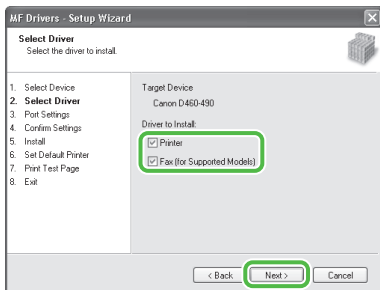 MF Drivers - Setup Wizard
Select Driver
Select the driver to install.
1. Select Device
2. Select Driver
3. Port Settings
4. Confirm Settings
5. Install
6. Set Default Printer
7. Print Test Page
8. Exit
Target Device
Canon D460-490
Driver to Install:
Printer
Fax (for Supported Models)
< Back
Next >
Cancel